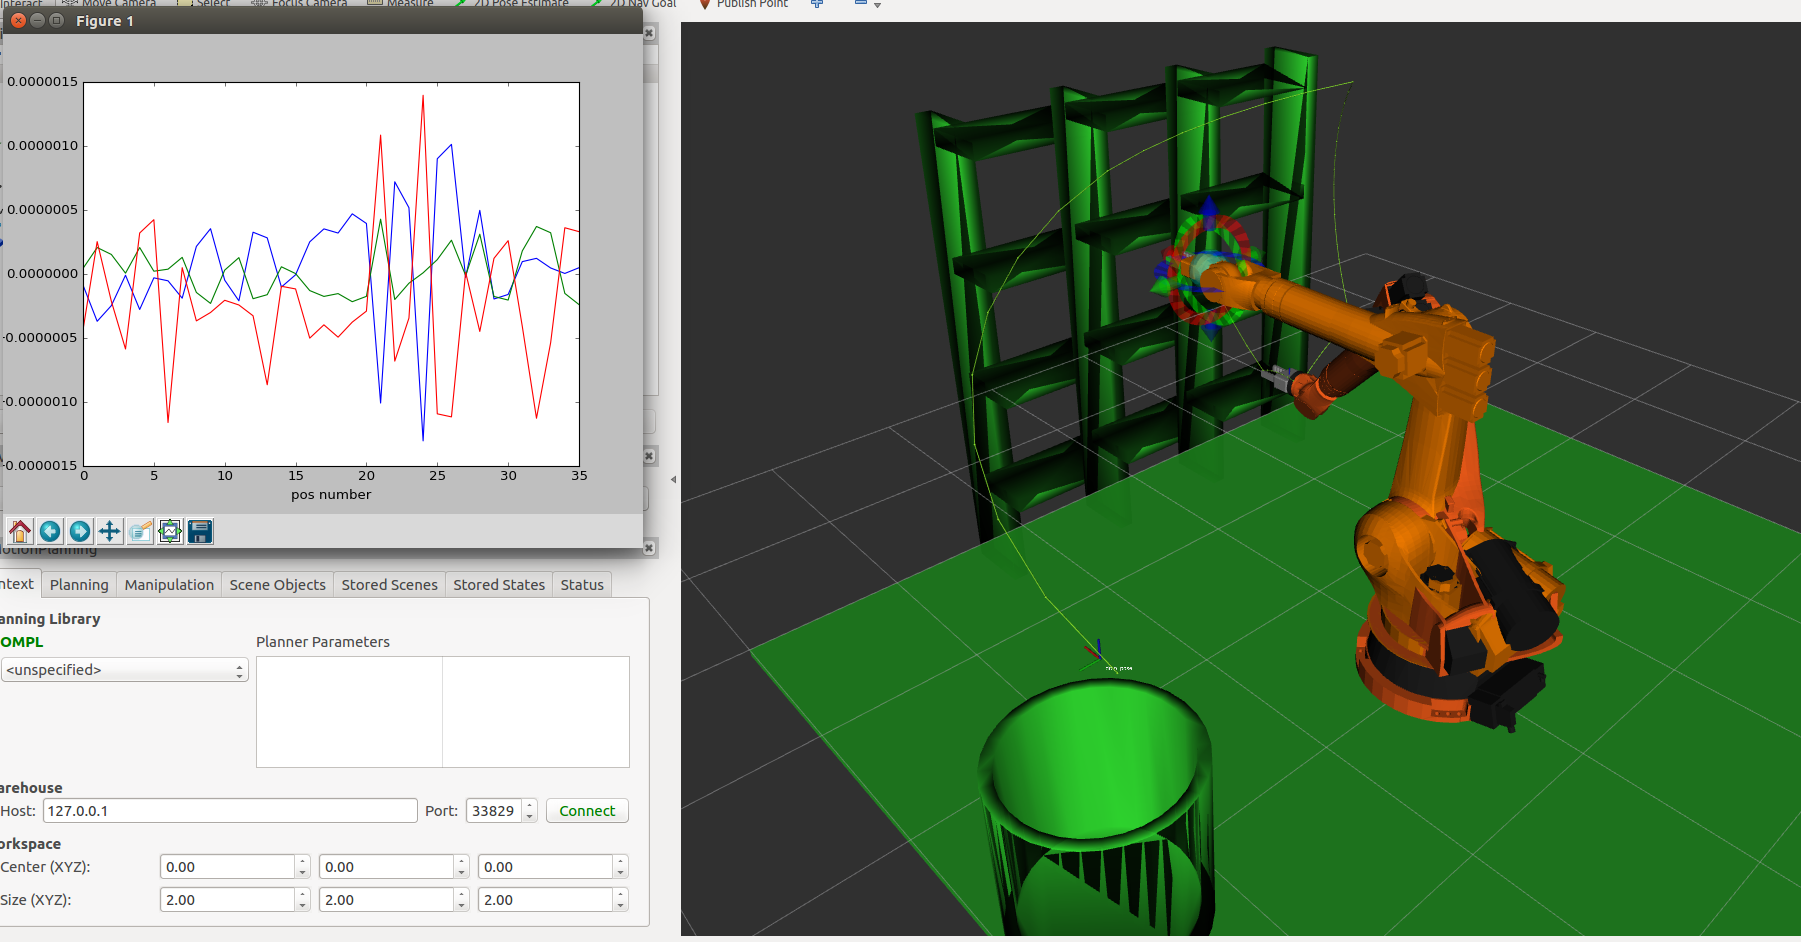 Interact Move Camera Select Focus Camera Measure 2D Pose Estimate 2D Nav Goal Publish Point
Figure 1
0.0000015
0.0000010
0.0000005
0.0000000
-0.0000005
-0.0000010
-0.0000015
0 5 10 15 20 25 30 35
pos number
otionPlanning
ntext Planning Manipulation Scene Objects Stored Scenes Stored States Status
anning Library
OMPL
Planner Parameters
<unspecified>
arehouse
Host: 127.0.0.1 Port: 33829 Connect
orkspace
Center (XYZ): 0.00 0.00 0.00
Size (XYZ): 2.00 2.00 2.00